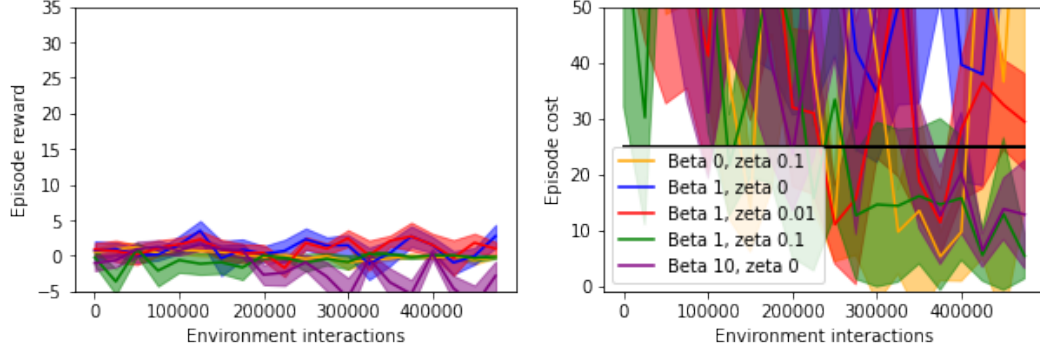 35
30
25
20
15
10
5
0
−5
Episode reward
0 100000 200000 300000 400000
Environment interactions
50
40
30
20
10
0
Episode cost
Beta 0, zeta 0.1
Beta 1, zeta 0
Beta 1, zeta 0.01
Beta 1, zeta 0.1
Beta 10, zeta 0
0 100000 200000 300000 400000
Environment interactions